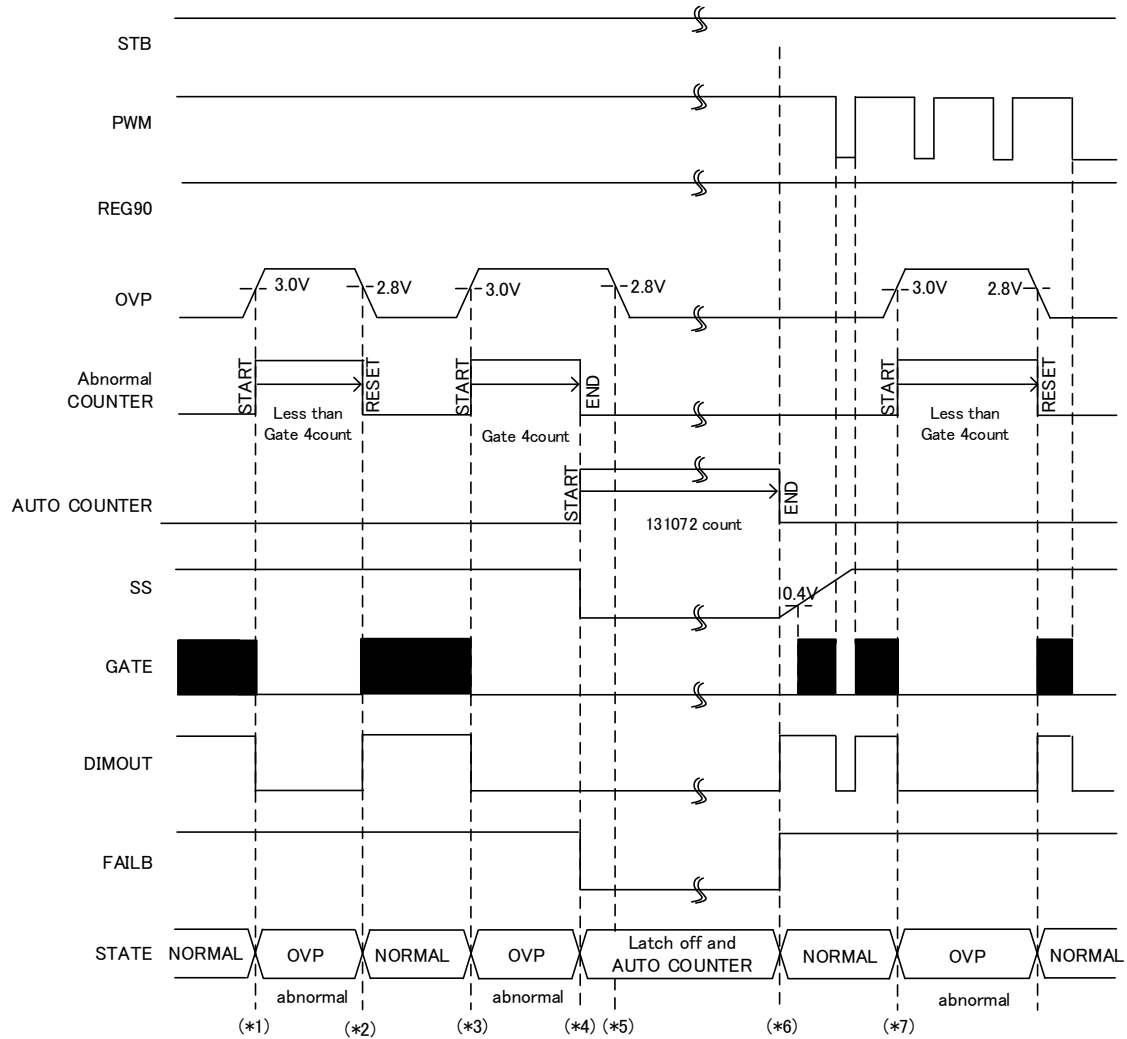 STB
PWM
REG90
OVP
3.0V
2.8V
3.0V
2.8V
3.0V
2.8V
Abnormal
COUNTER
START
RESET
START
END
START
RESET
Less than
Gate 4count
Gate 4count
Less than
Gate 4count
AUTO COUNTER
START
END
131072 count
SS
0.4V
GATE
DIMOUT
FAILB
STATE
NORMAL
OVP
NORMAL
OVP
Latch off and
AUTO COUNTER
NORMAL
OVP
NORMAL
abnormal
abnormal
abnormal
(*1)
(*2)
(*3)
(*4)
(*5)
(*6)
(*7)